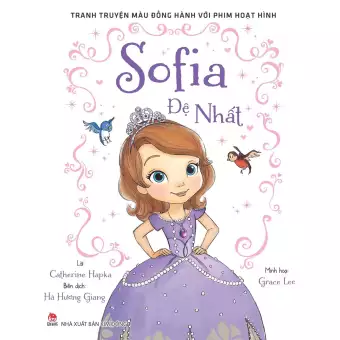 TRANH TRUYỆN MÀU ĐỒNG HÀNH VỚI PHIM HOẠT HÌNH
Sofia
Đệ Nhất
Lời
Catherine Hapka
Biên dịch
Hà Hương Giang
Minh họa
Grace Lee
NHÀ XUẤT BẢN KIM ĐỒNG